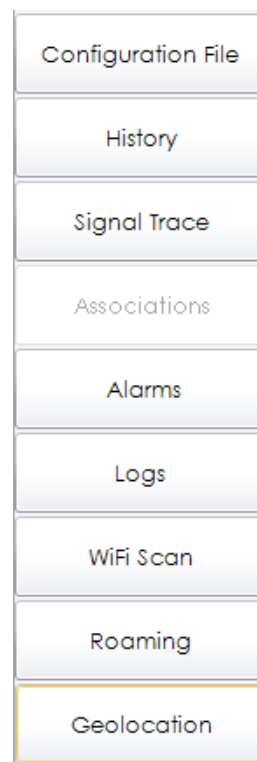 Configuration File
History
Signal Trace
Associations
Alarms
Logs
WiFi Scan
Roaming
Geolocation